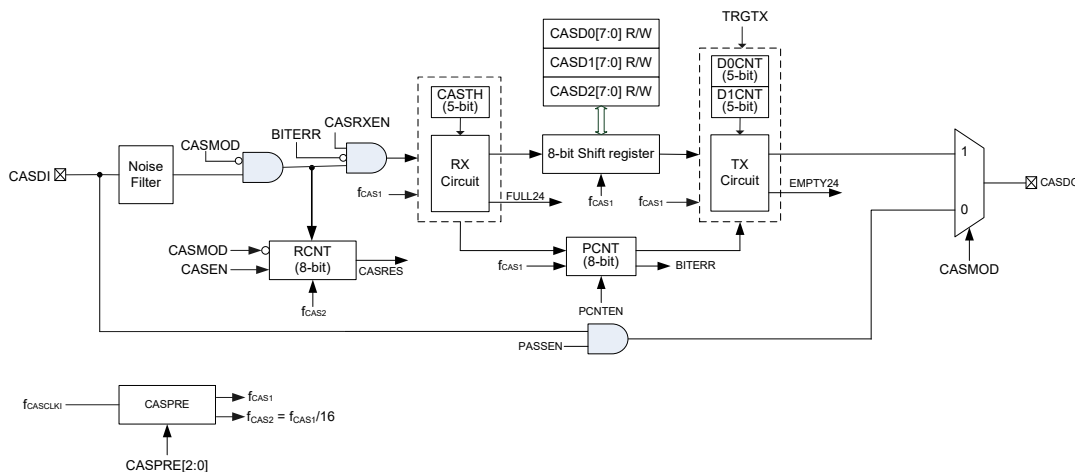 TRGTX
CASD0[7:0] R/W
CASD1[7:0] R/W
CASD2[7:0] R/W
D0CNT
(5-bit)
D1CNT
(5-bit)
CASTH
(5-bit)
CASRXEN
BITERR
CASMOD
CASDI
Noise
Filter
RX
Circuit
8-bit Shift register
TX
Circuit
1
0
CASDO
fCAS1
FULL24
fCAS1
fCAS1
EMPTY24
CASMOD
CASEN
RCNT
(8-bit)
CASRES
fCAS2
fCAS1
PCNT
(8-bit)
BITERR
PCNTEN
CASMOD
PASSEN
fCASCLKI
CASPRE
fCAS1
fCAS2 = fCAS1/16
CASPRE[2:0]